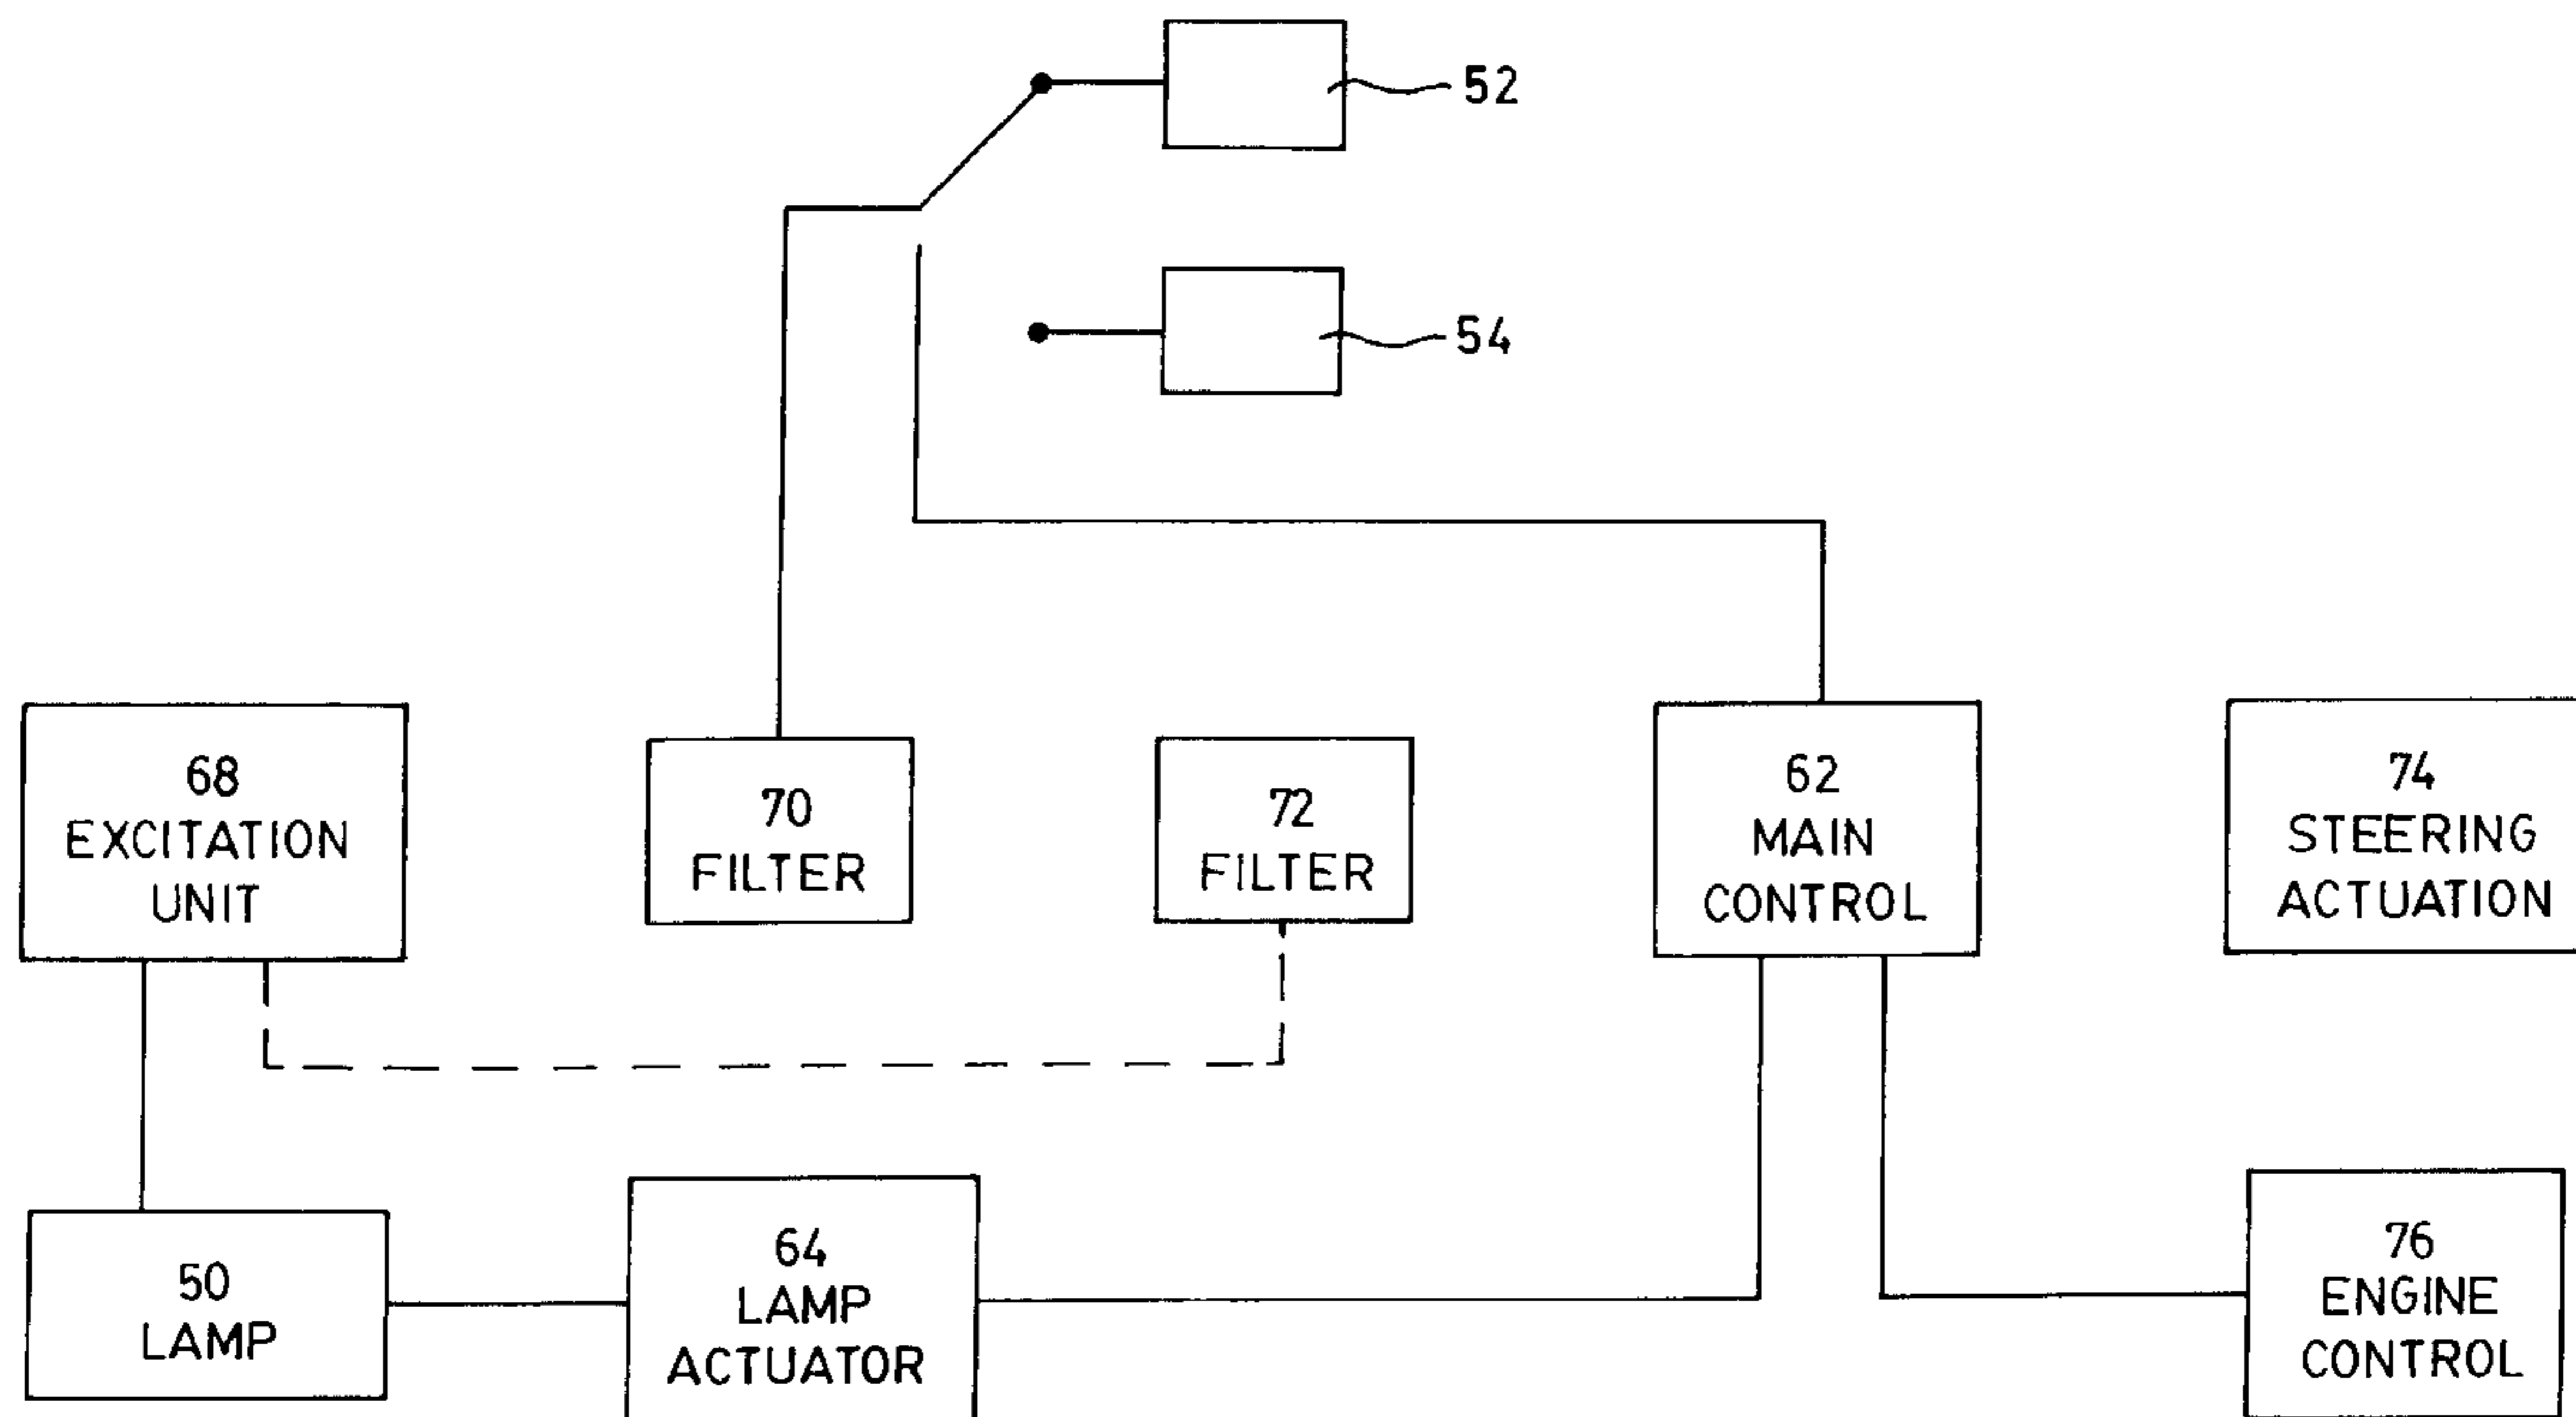 52
54
68
EXCITATION
UNIT
70
FILTER
72
FILTER
62
MAIN
CONTROL
74
STEERING
ACTUATION
50
LAMP
64
LAMP
ACTUATOR
76
ENGINE
CONTROL